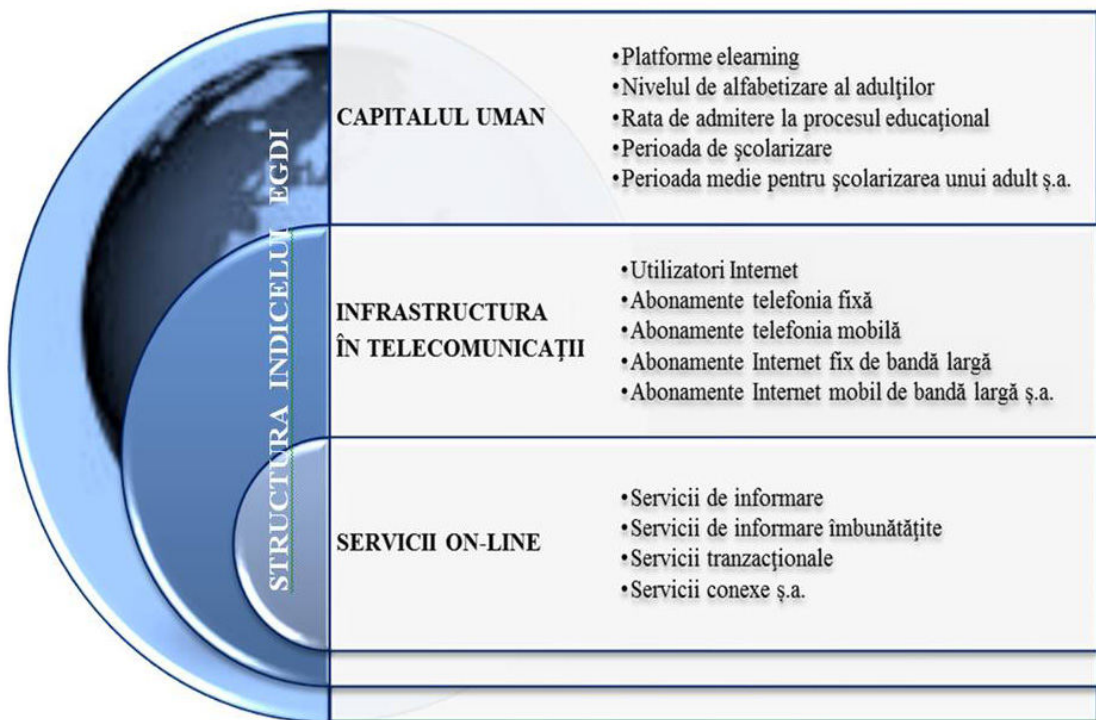 STRUCTURA INDICELUI EGDI
CAPITALUL UMAN
•Platforme elearning
•Nivelul de alfabetizare al adulţilor
•Rata de admitere la procesul educaţional
•Perioada de şcolarizare
•Perioada medie pentru şcolarizarea unui adult ș.a.
INFRASTRUCTURA
ÎN TELECOMUNICAŢII
•Utilizatori Internet
•Abonamente telefonia fixă
•Abonamente telefonia mobilă
•Abonamente Internet fix de bandă largă
•Abonamente Internet mobil de bandă largă ș.a.
SERVICII ON-LINE
•Servicii de informare
•Servicii de informare îmbunătăţite
•Servicii tranzacţionale
•Servicii conexe ș.a.